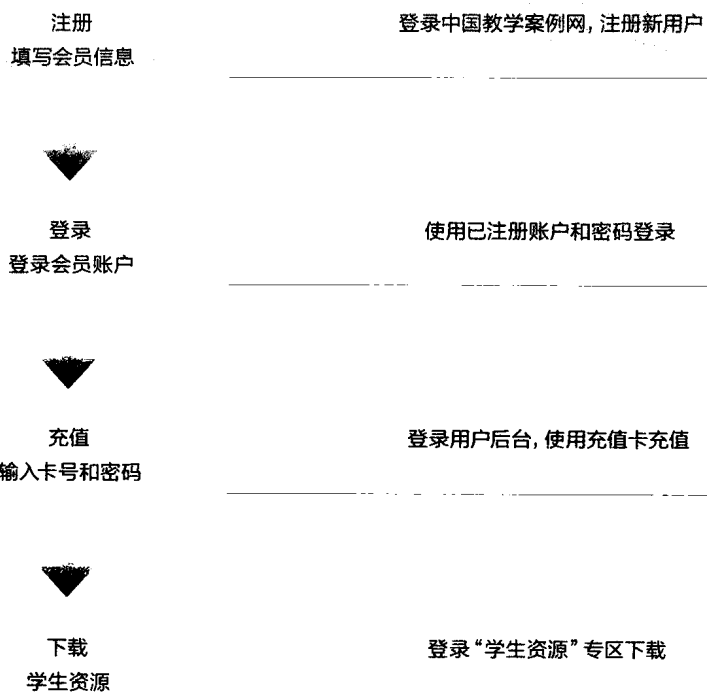 注册
填写会员信息
登录中国教学案例网，注册新用户
登录
登录会员账户
使用已注册账户和密码登录
充值
输入卡号和密码
登录用户后台，使用充值卡充值
下载
学生资源
登录“学生资源”专区下载